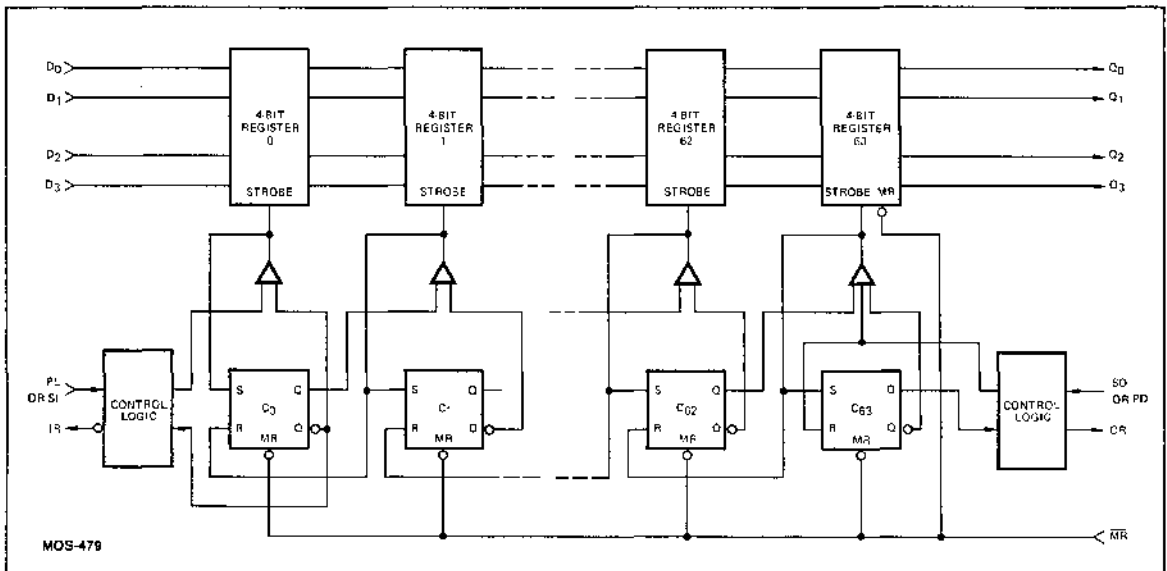 D0
D1
D2
D3
4-BIT
REGISTER
0
STROBE
4-BIT
REGISTER
1
STROBE
4-BIT
REGISTER
62
STROBE
4-BIT
REGISTER
63
STROBE MR
Q0
Q1
Q2
Q3
PL
OR SI
IR
CONTROL
LOGIC
S Q
C0
R Q
MR
S Q
C1
R Q
MR
S Q
C62
R Q
MR
S Q
C63
R Q
MR
CONTROL
LOGIC
SO
OR PD
OR
MR
MOS-479